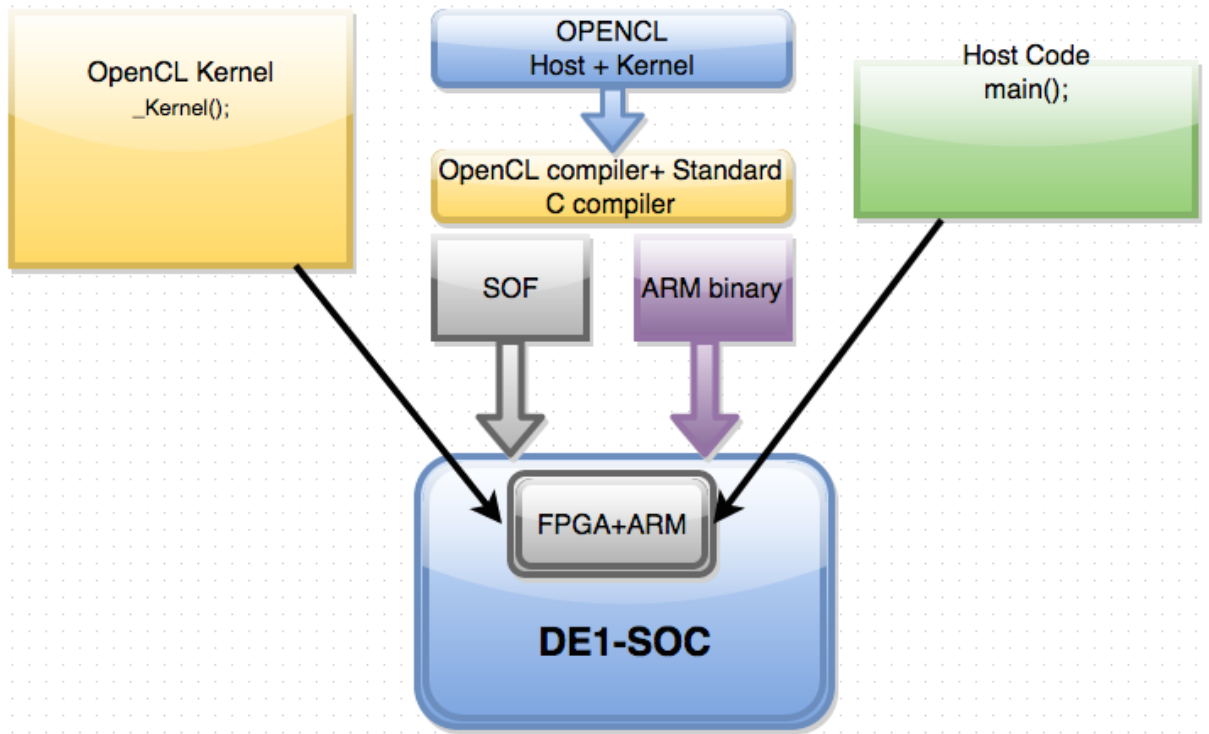 OpenCL Kernel
_Kernel();
OPENCL
Host + Kernel
Host Code
main();
OpenCL compiler+ Standard
C compiler
SOF
ARM binary
FPGA+ARM
DE1-SOC